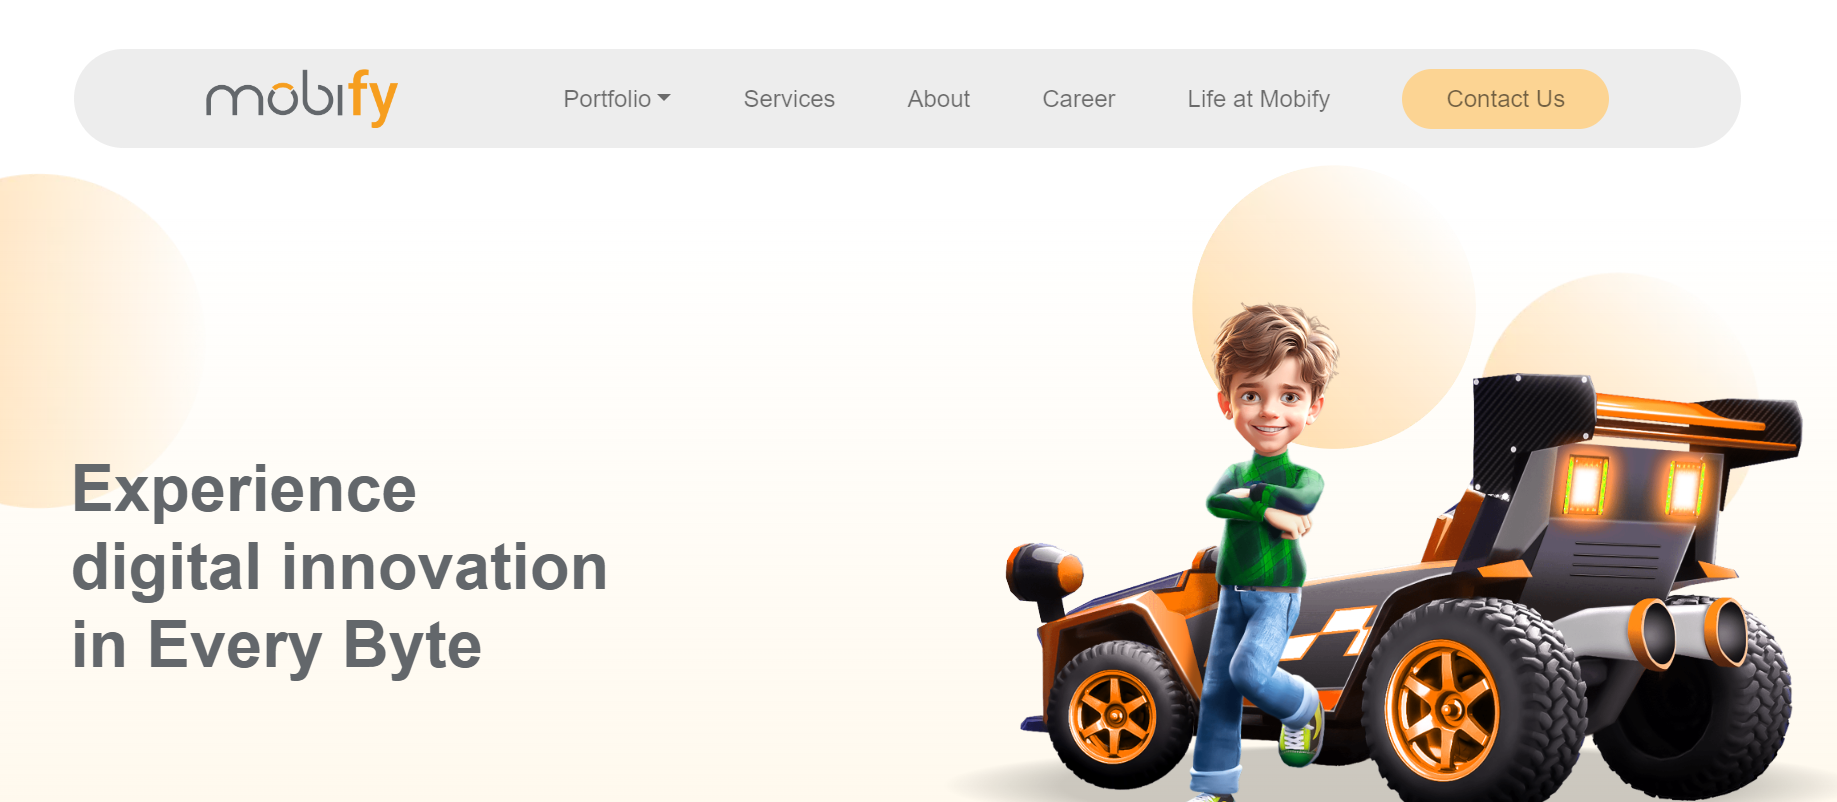 mobify
Portfolio
Services
About
Career
Life at Mobify
Contact Us
Experience
digital innovation
in Every Byte